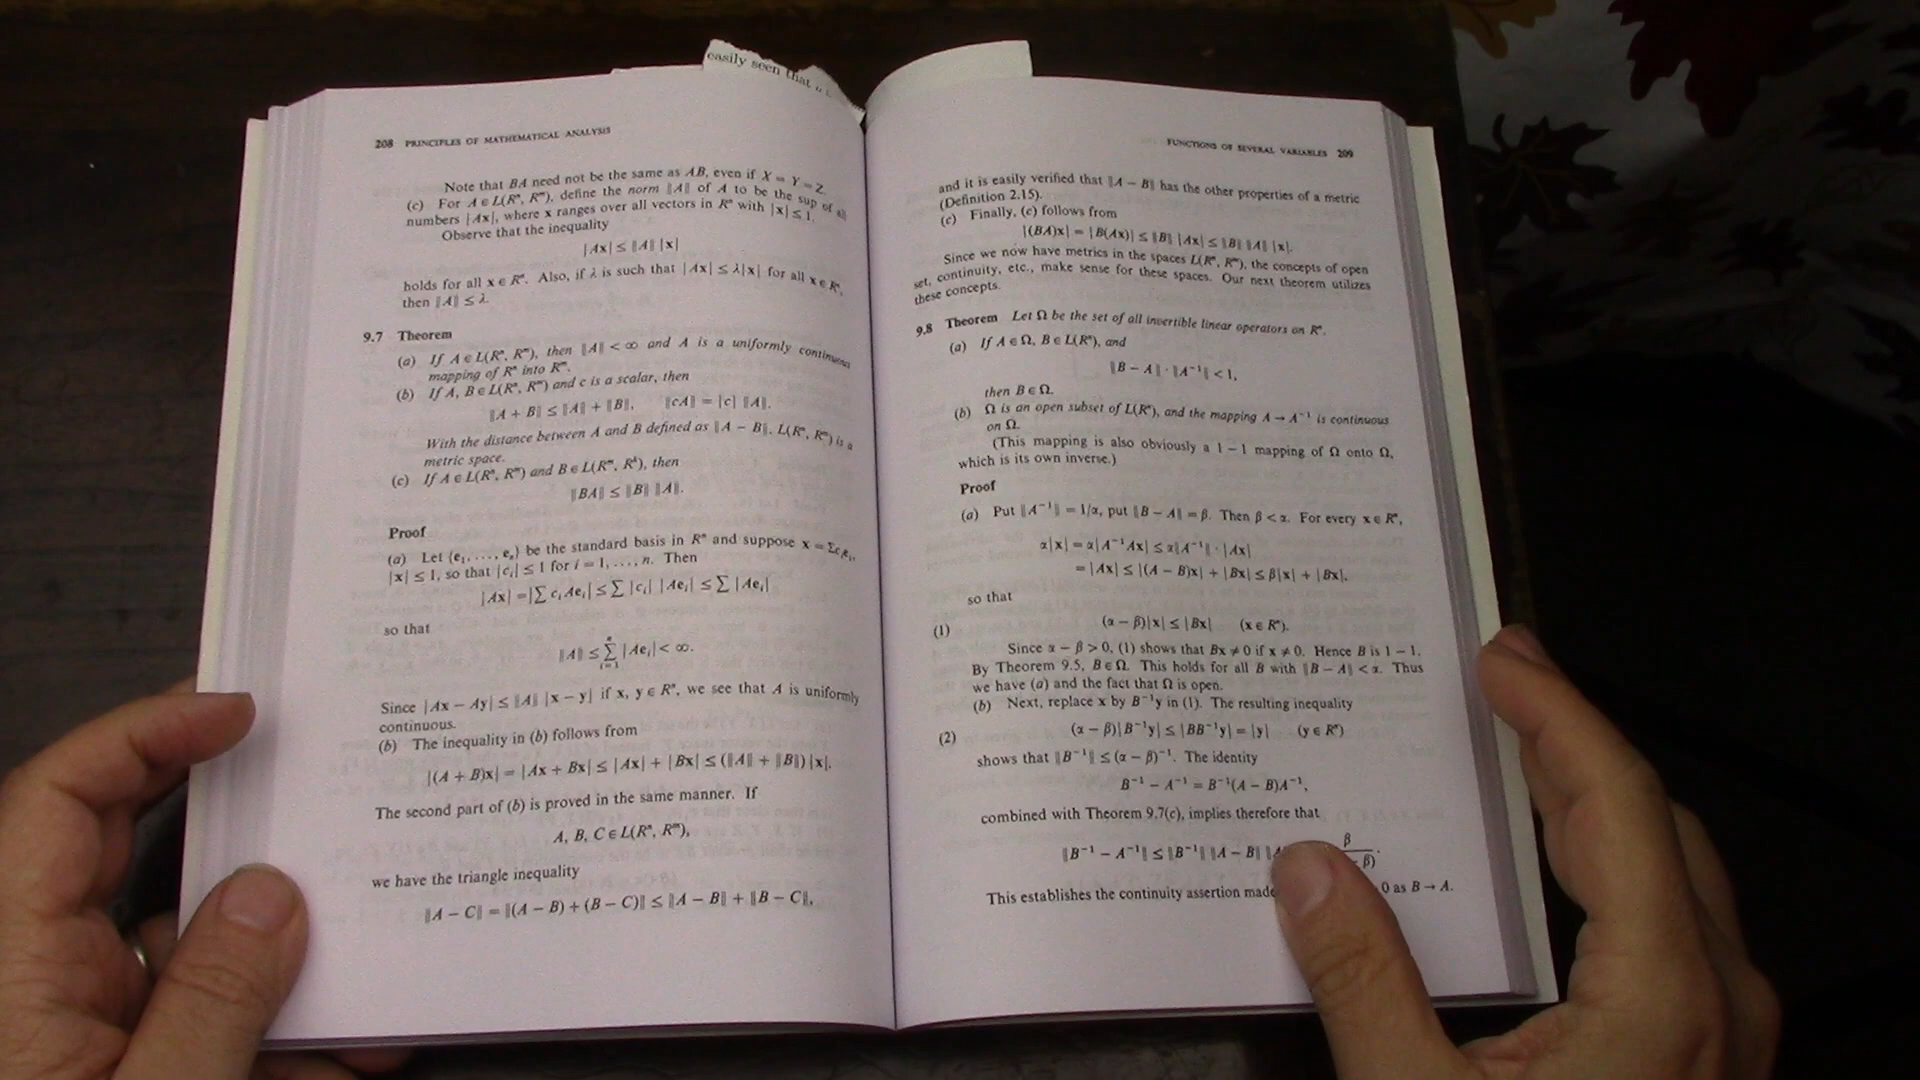 easily seen that
208 PRINCIPLES OF MATHEMATICAL ANALYSIS
Note that BA need not be the same as AB, even if X = Y = Z.
(c) For A ∈ L(Rⁿ, Rᵐ), define the norm ‖A‖ of A to be the sup of all
numbers |Ax|, where x ranges over all vectors in Rⁿ with |x| ≤ 1.
Observe that the inequality
|Ax| ≤ ‖A‖ |x|
holds for all x ∈ Rⁿ. Also, if λ is such that |Ax| ≤ λ|x| for all x ∈ Rⁿ,
then ‖A‖ ≤ λ.
9.7 Theorem
(a) If A ∈ L(Rⁿ, Rᵐ), then ‖A‖ < ∞ and A is a uniformly continuous
mapping of Rⁿ into Rᵐ.
(b) If A, B ∈ L(Rⁿ, Rᵐ) and c is a scalar, then
‖A + B‖ ≤ ‖A‖ + ‖B‖, ‖cA‖ = |c| ‖A‖.
With the distance between A and B defined as ‖A − B‖, L(Rⁿ, Rᵐ) is a
metric space.
(c) If A ∈ L(Rⁿ, Rᵐ) and B ∈ L(Rᵐ, Rᵏ), then
‖BA‖ ≤ ‖B‖ ‖A‖.
Proof
(a) Let {e₁, . . . , eₙ} be the standard basis in Rⁿ and suppose x = Σcᵢeᵢ,
|x| ≤ 1, so that |cᵢ| ≤ 1 for i = 1, . . . , n. Then
|Ax| = |∑ cᵢAeᵢ| ≤ ∑ |cᵢ| |Aeᵢ| ≤ ∑ |Aeᵢ|
so that
‖A‖ ≤ ∑ᵢ₌₁ⁿ |Aeᵢ| < ∞.
Since |Ax − Ay| ≤ ‖A‖ |x − y| if x, y ∈ Rⁿ, we see that A is uniformly
continuous.
(b) The inequality in (b) follows from
|(A + B)x| = |Ax + Bx| ≤ |Ax| + |Bx| ≤ (‖A‖ + ‖B‖) |x|.
The second part of (b) is proved in the same manner. If
A, B, C ∈ L(Rⁿ, Rᵐ),
we have the triangle inequality
‖A − C‖ = ‖(A − B) + (B − C)‖ ≤ ‖A − B‖ + ‖B − C‖,
FUNCTIONS OF SEVERAL VARIABLES 209
and it is easily verified that ‖A − B‖ has the other properties of a metric
(Definition 2.15).
(c) Finally, (c) follows from
|(BA)x| = |B(Ax)| ≤ ‖B‖ |Ax| ≤ ‖B‖ ‖A‖ |x|.
Since we now have metrics in the spaces L(Rⁿ, Rᵐ), the concepts of open
set, continuity, etc., make sense for these spaces. Our next theorem utilizes
these concepts.
9.8 Theorem Let Ω be the set of all invertible linear operators on Rⁿ.
(a) If A ∈ Ω, B ∈ L(Rⁿ), and
‖B − A‖ · ‖A⁻¹‖ < 1,
then B ∈ Ω.
(b) Ω is an open subset of L(Rⁿ), and the mapping A → A⁻¹ is continuous
on Ω.
(This mapping is also obviously a 1 − 1 mapping of Ω onto Ω,
which is its own inverse.)
Proof
(a) Put ‖A⁻¹‖ = 1/α, put ‖B − A‖ = β. Then β < α. For every x ∈ Rⁿ,
α|x| = α|A⁻¹Ax| ≤ α‖A⁻¹‖ · |Ax|
= |Ax| ≤ |(A − B)x| + |Bx| ≤ β|x| + |Bx|,
so that
(1) (α − β)|x| ≤ |Bx| (x ∈ Rⁿ).
Since α − β > 0, (1) shows that Bx ≠ 0 if x ≠ 0. Hence B is 1 − 1.
By Theorem 9.5, B ∈ Ω. This holds for all B with ‖B − A‖ < α. Thus
we have (a) and the fact that Ω is open.
(b) Next, replace x by B⁻¹y in (1). The resulting inequality
(2) (α − β)|B⁻¹y| ≤ |BB⁻¹y| = |y| (y ∈ Rⁿ)
shows that ‖B⁻¹‖ ≤ (α − β)⁻¹. The identity
B⁻¹ − A⁻¹ = B⁻¹(A − B)A⁻¹,
combined with Theorem 9.7(c), implies therefore that
‖B⁻¹ − A⁻¹‖ ≤ ‖B⁻¹‖ ‖A − B‖ ‖A β β)
This establishes the continuity assertion made 0 as B → A.